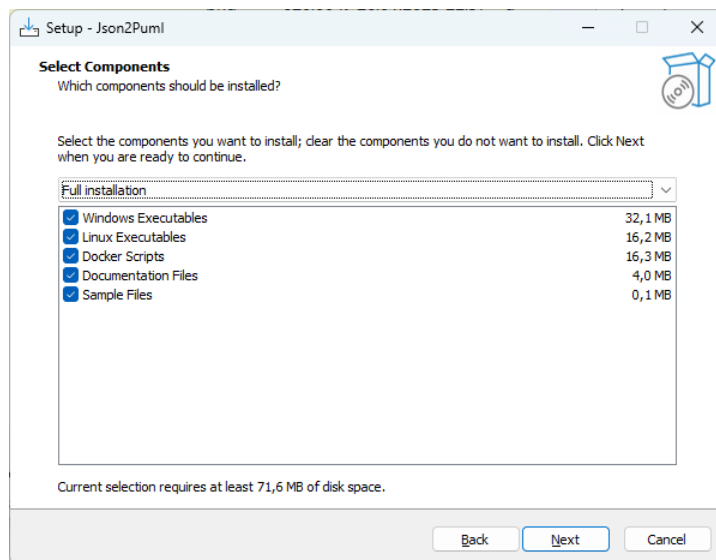 Setup - Json2Puml
Select Components
Which components should be installed?
Select the components you want to install; clear the components you do not want to install. Click Next
when you are ready to continue.
Full installation
Windows Executables 32,1 MB
Linux Executables 16,2 MB
Docker Scripts 16,3 MB
Documentation Files 4,0 MB
Sample Files 0,1 MB
Current selection requires at least 71,6 MB of disk space.
Back Next Cancel